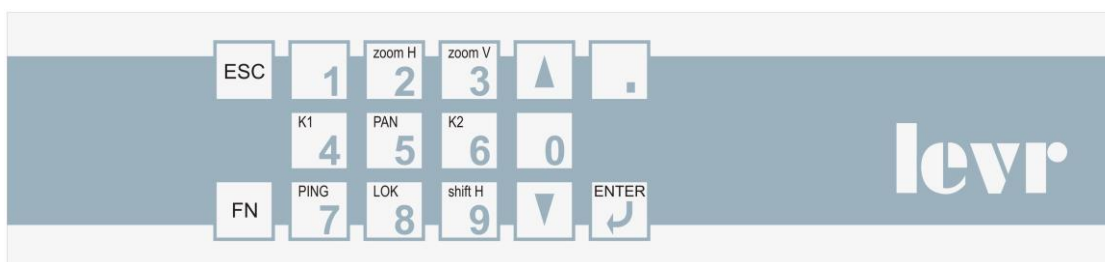 ESC 1 zoom H 2 zoom V 3 .
K1 4 PAN 5 K2 6 0
levr
FN PING 7 LOK 8 shift H 9 ENTER